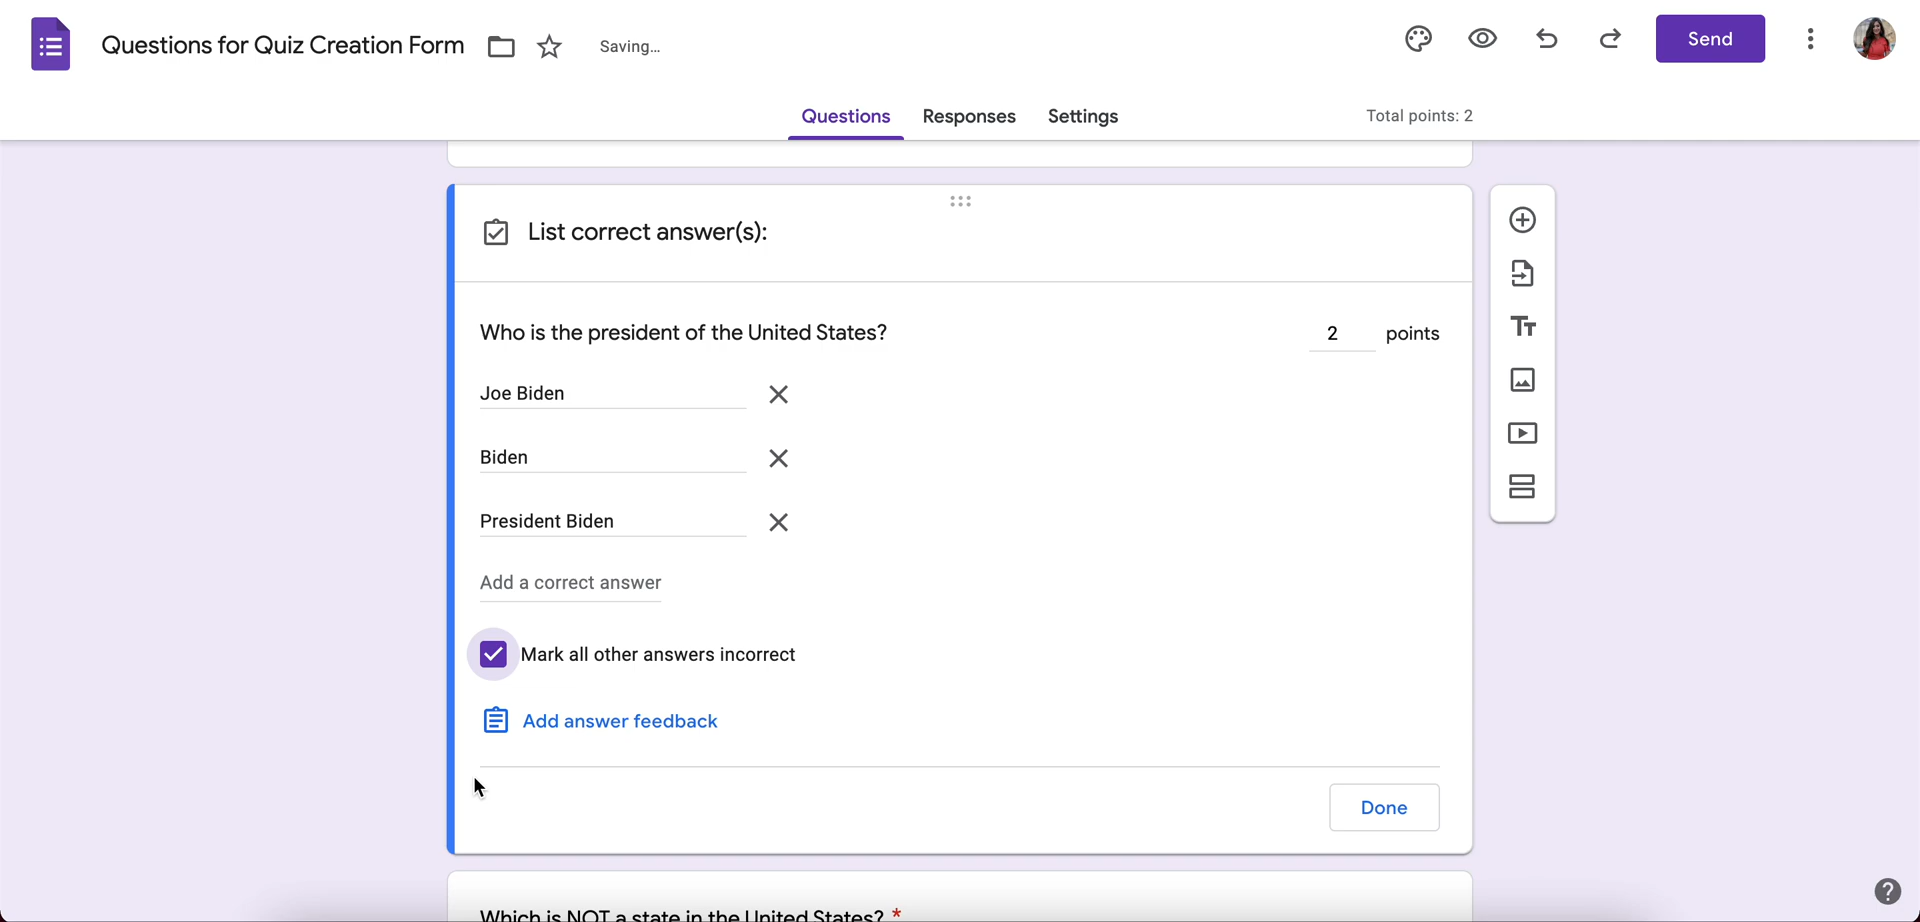 Questions for Quiz Creation Form
Saving...
Send
Questions
Responses
Settings
Total points: 2
List correct answer(s):
Who is the president of the United States?
2 points
Joe Biden
Biden
President Biden
Add a correct answer
Mark all other answers incorrect
Add answer feedback
Done
Which is NOT a state in the United States? *